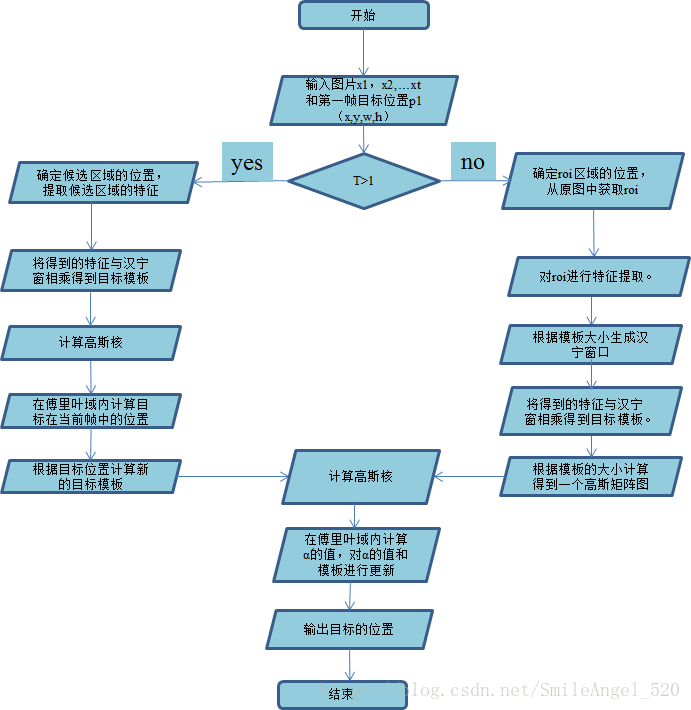 开始
输入图片x1，x2,…xt
和第一帧目标位置p1
（x,y,w,h）
yes
T>1
no
确定候选区域的位置，
提取候选区域的特征
将得到的特征与汉宁
窗相乘得到目标模板
计算高斯核
在傅里叶域内计算目
标在当前帧中的位置
根据目标位置计算新
的目标模板
确定roi区域的位置，
从原图中获取roi
对roi进行特征提取。
根据模板大小生成汉
宁窗口
将得到的特征与汉宁
窗相乘得到目标模板。
根据模板的大小计算
得到一个高斯矩阵图
计算高斯核
在傅里叶域内计算
α的值，对α的值和
模板进行更新
输出目标的位置
结束
blog.csdn.net/SmileAngel_520